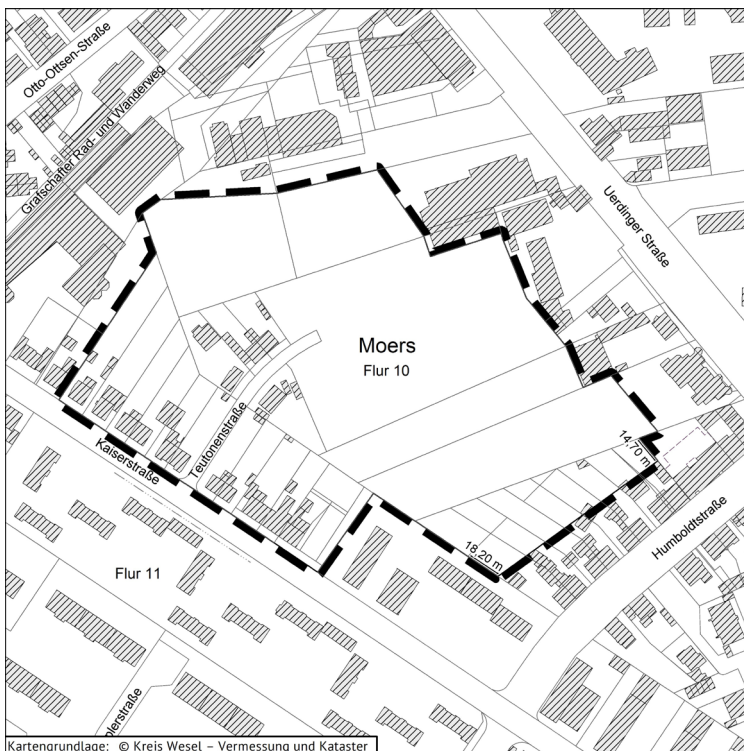 Otto-Ottsen-Straße
Grafschafter Rad- und Wanderweg
Uerdinger Straße
Moers
Flur 10
Teutonenstraße
Kaiserstraße
14,70 m
18,20 m
Humboldtstraße
Flur 11
plerstraße
Kartengrundlage: © Kreis Wesel – Vermessung und Kataster